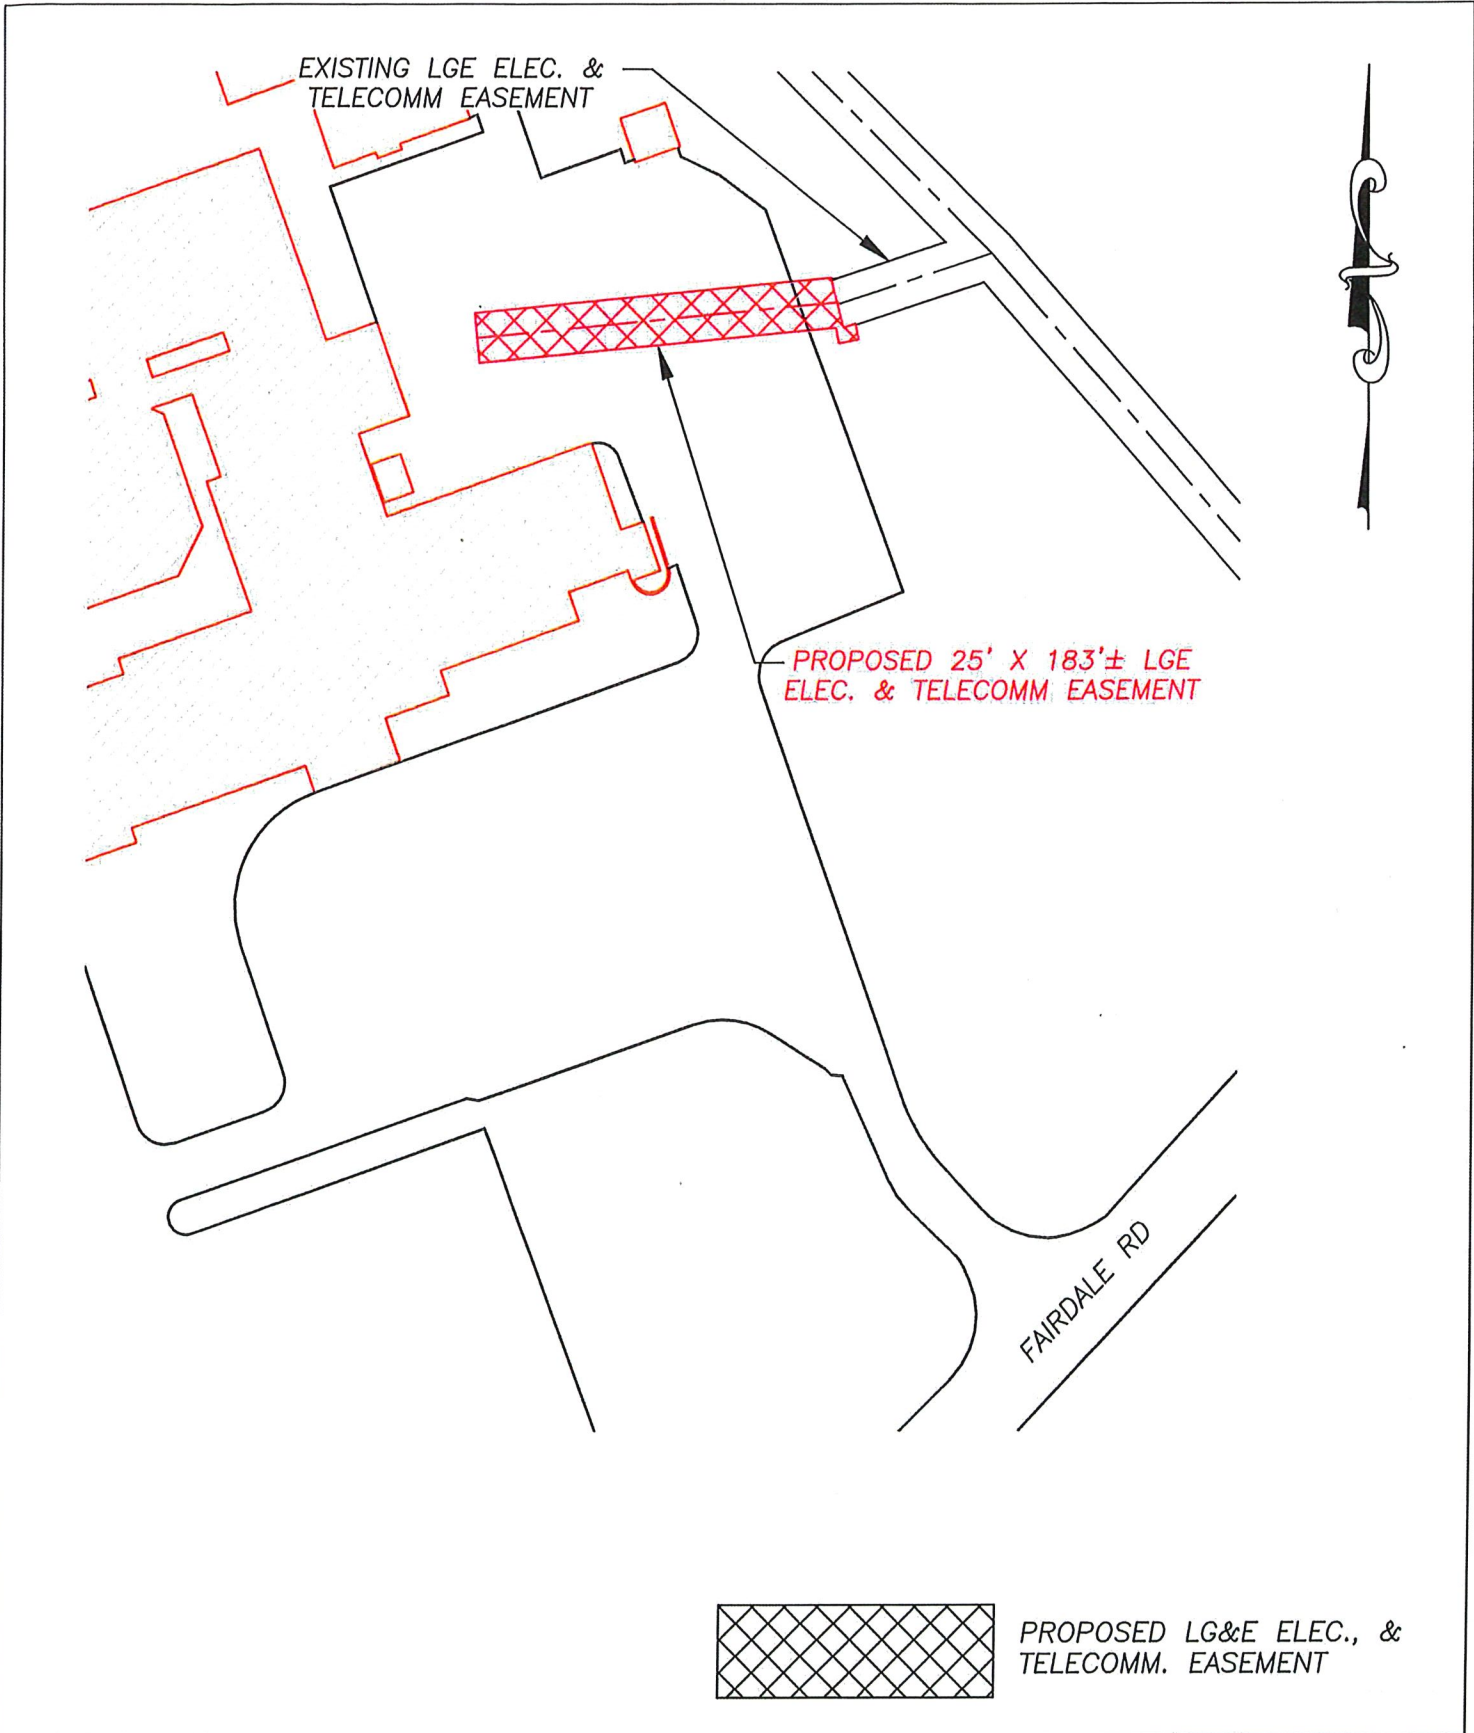 EXISTING LGE ELEC. &
TELECOMM EASEMENT
PROPOSED 25' X 183'± LGE
ELEC. & TELECOMM EASEMENT
FAIRDALE RD
PROPOSED LG&E ELEC., &
TELECOMM. EASEMENT